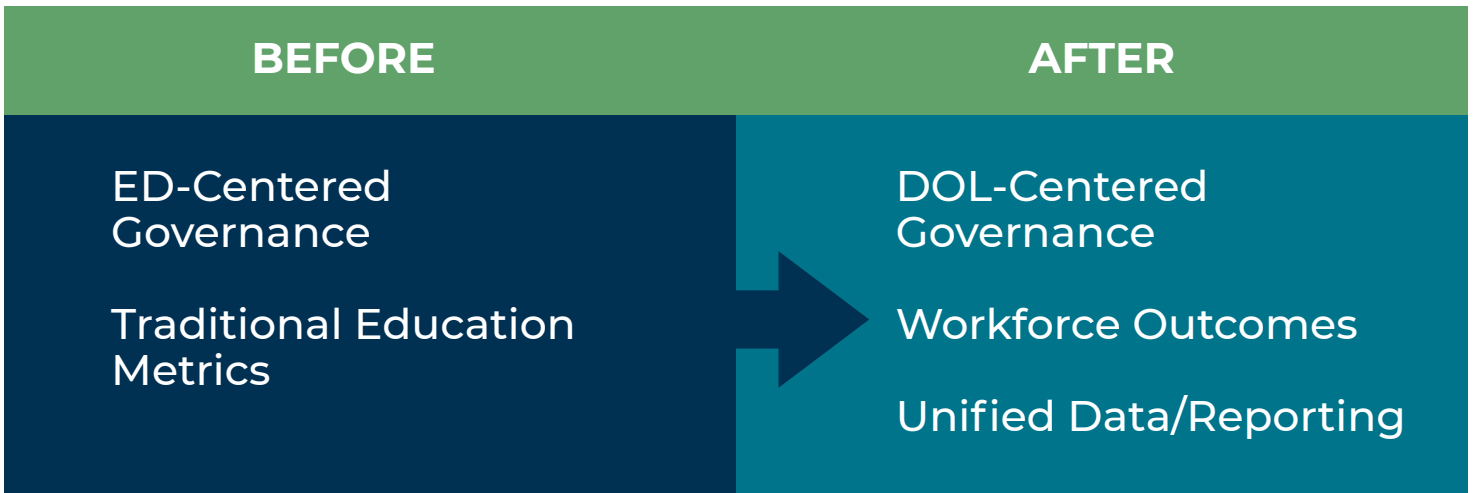 BEFORE
AFTER
ED-Centered
Governance
Traditional Education
Metrics
DOL-Centered
Governance
Workforce Outcomes
Unified Data/Reporting